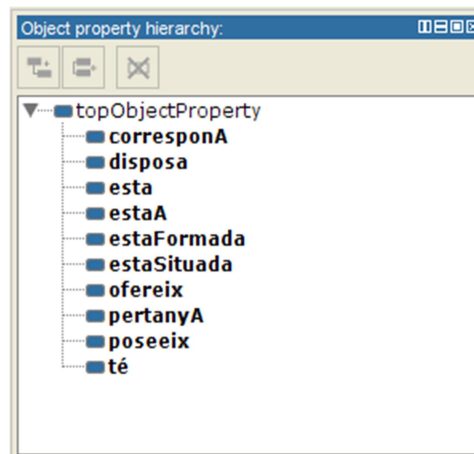 Object property hierarchy:
topObjectProperty
corresponA
disposa
esta
estaA
estaFormada
estaSituada
ofereix
pertanyA
poseeix
té